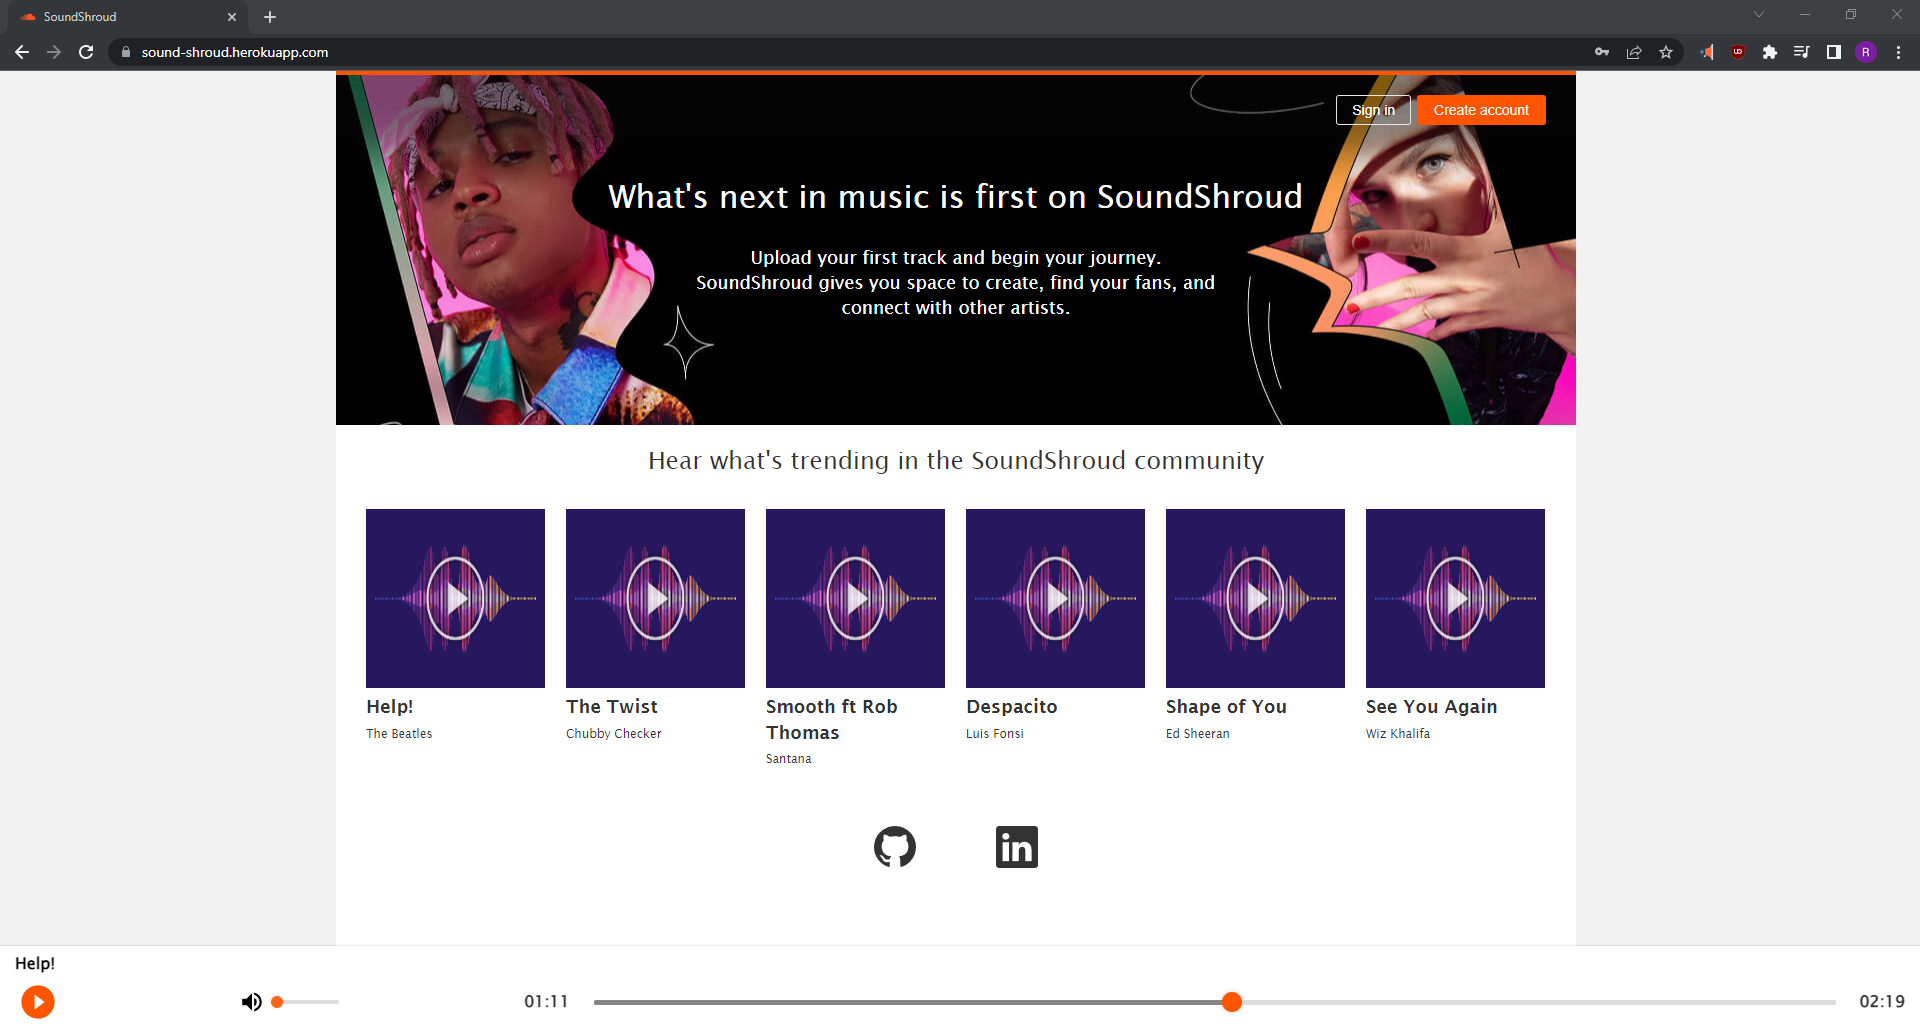 SoundShroud
sound-shroud.herokuapp.com
R
Sign in
Create account
What's next in music is first on SoundShroud
Upload your first track and begin your journey.
SoundShroud gives you space to create, find your fans, and
connect with other artists.
Hear what's trending in the SoundShroud community
Help!
The Beatles
The Twist
Chubby Checker
Smooth ft Rob
Thomas
Santana
Despacito
Luis Fonsi
Shape of You
Ed Sheeran
See You Again
Wiz Khalifa
in
Help!
01:11
02:19